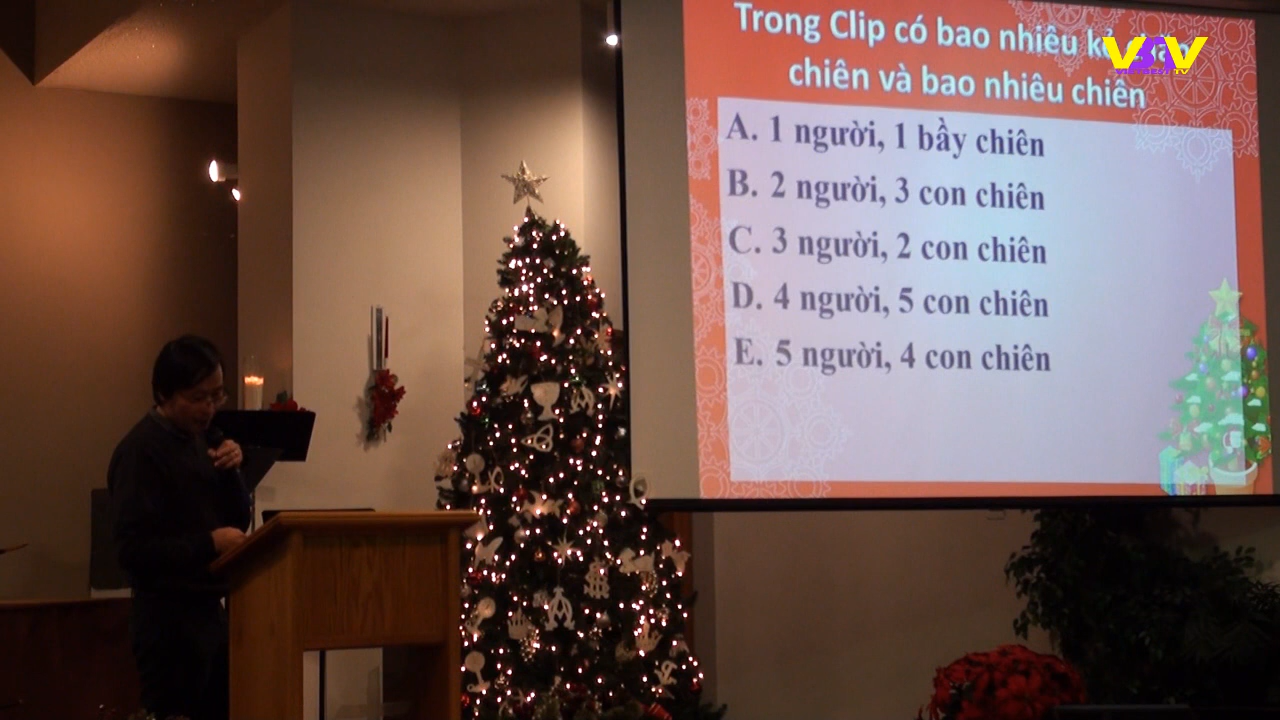 Trong Clip có bao nhiêu kẻ
chiên và bao nhiêu chiên
A. 1 người, 1 bầy chiên
B. 2 người, 3 con chiên
C. 3 người, 2 con chiên
D. 4 người, 5 con chiên
E. 5 người, 4 con chiên